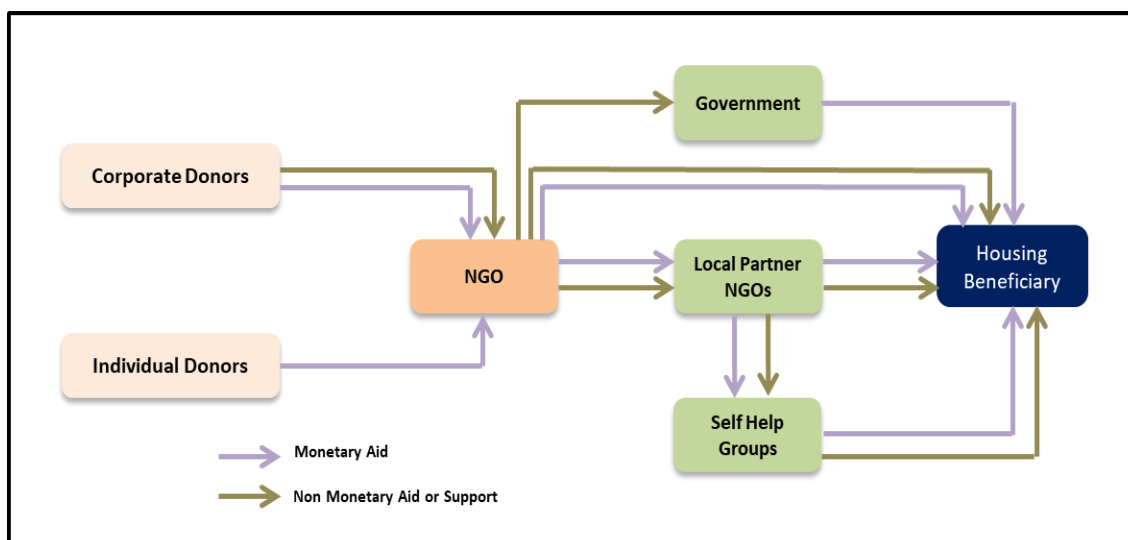 Government
Corporate Donors
NGO
Local Partner
NGOs
Housing
Beneficiary
Individual Donors
Self Help
Groups
Monetary Aid
Non Monetary Aid or Support